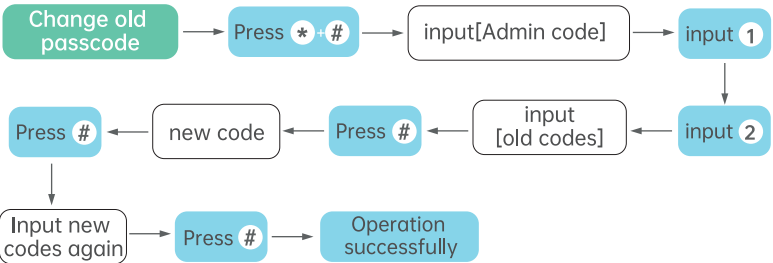 Change old
passcode
Press * + #
input[Admin code]
input 1
input 2
input
[old codes]
Press #
new code
Press #
Input new
codes again
Press #
Operation
successfully